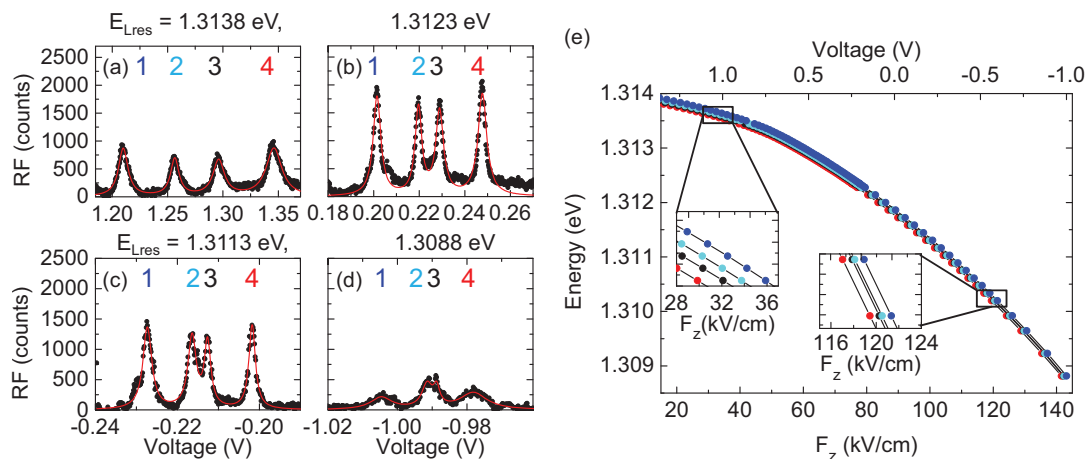 E_Lres = 1.3138 eV, 1.3123 eV
(a) 1 2 3 4
(b) 1 2 3 4
RF (counts)
2500
2000
1500
1000
500
0
1.20 1.25 1.30 1.35
0.18 0.20 0.22 0.24 0.26
E_Lres = 1.3113 eV, 1.3088 eV
(c) 1 2 3 4
(d) 1 2 3 4
RF (counts)
2500
2000
1500
1000
500
0
-0.24 -0.22 -0.20
-1.02 -1.00 -0.98
Voltage (V) Voltage (V)
(e)
Voltage (V)
1.0 0.5 0.0 -0.5 -1.0
Energy (eV)
1.314
1.313
1.312
1.311
1.310
1.309
28 32 36
F_z(kV/cm)
116 120 124
F_z(kV/cm)
20 40 60 80 100 120 140
F_z (kV/cm)